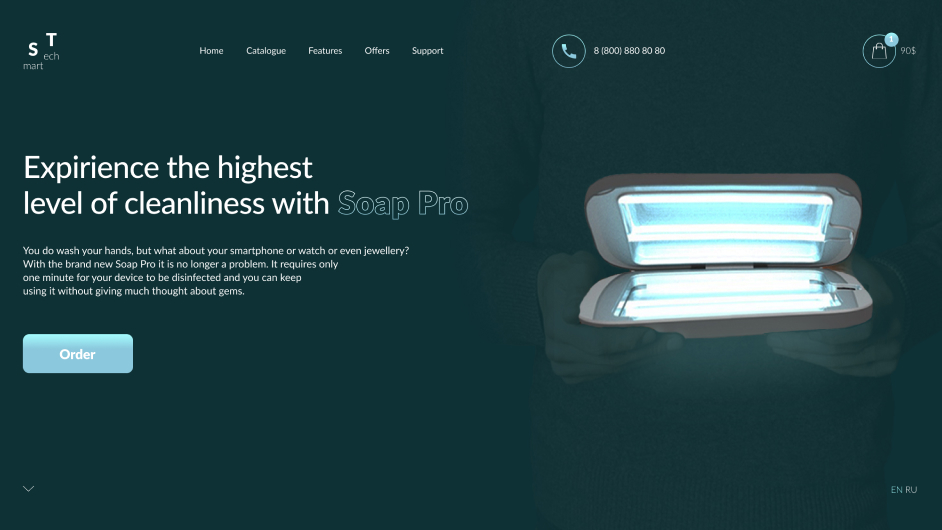 S T
ech
mart
Home Catalogue Features Offers Support
8 (800) 880 80 80
1
90$
Expirience the highest
level of cleanliness with Soap Pro
You do wash your hands, but what about your smartphone or watch or even jewellery?
With the brand new Soap Pro it is no longer a problem. It requires only
one minute for your device to be disinfected and you can keep
using it without giving much thought about gems.
Order
EN RU